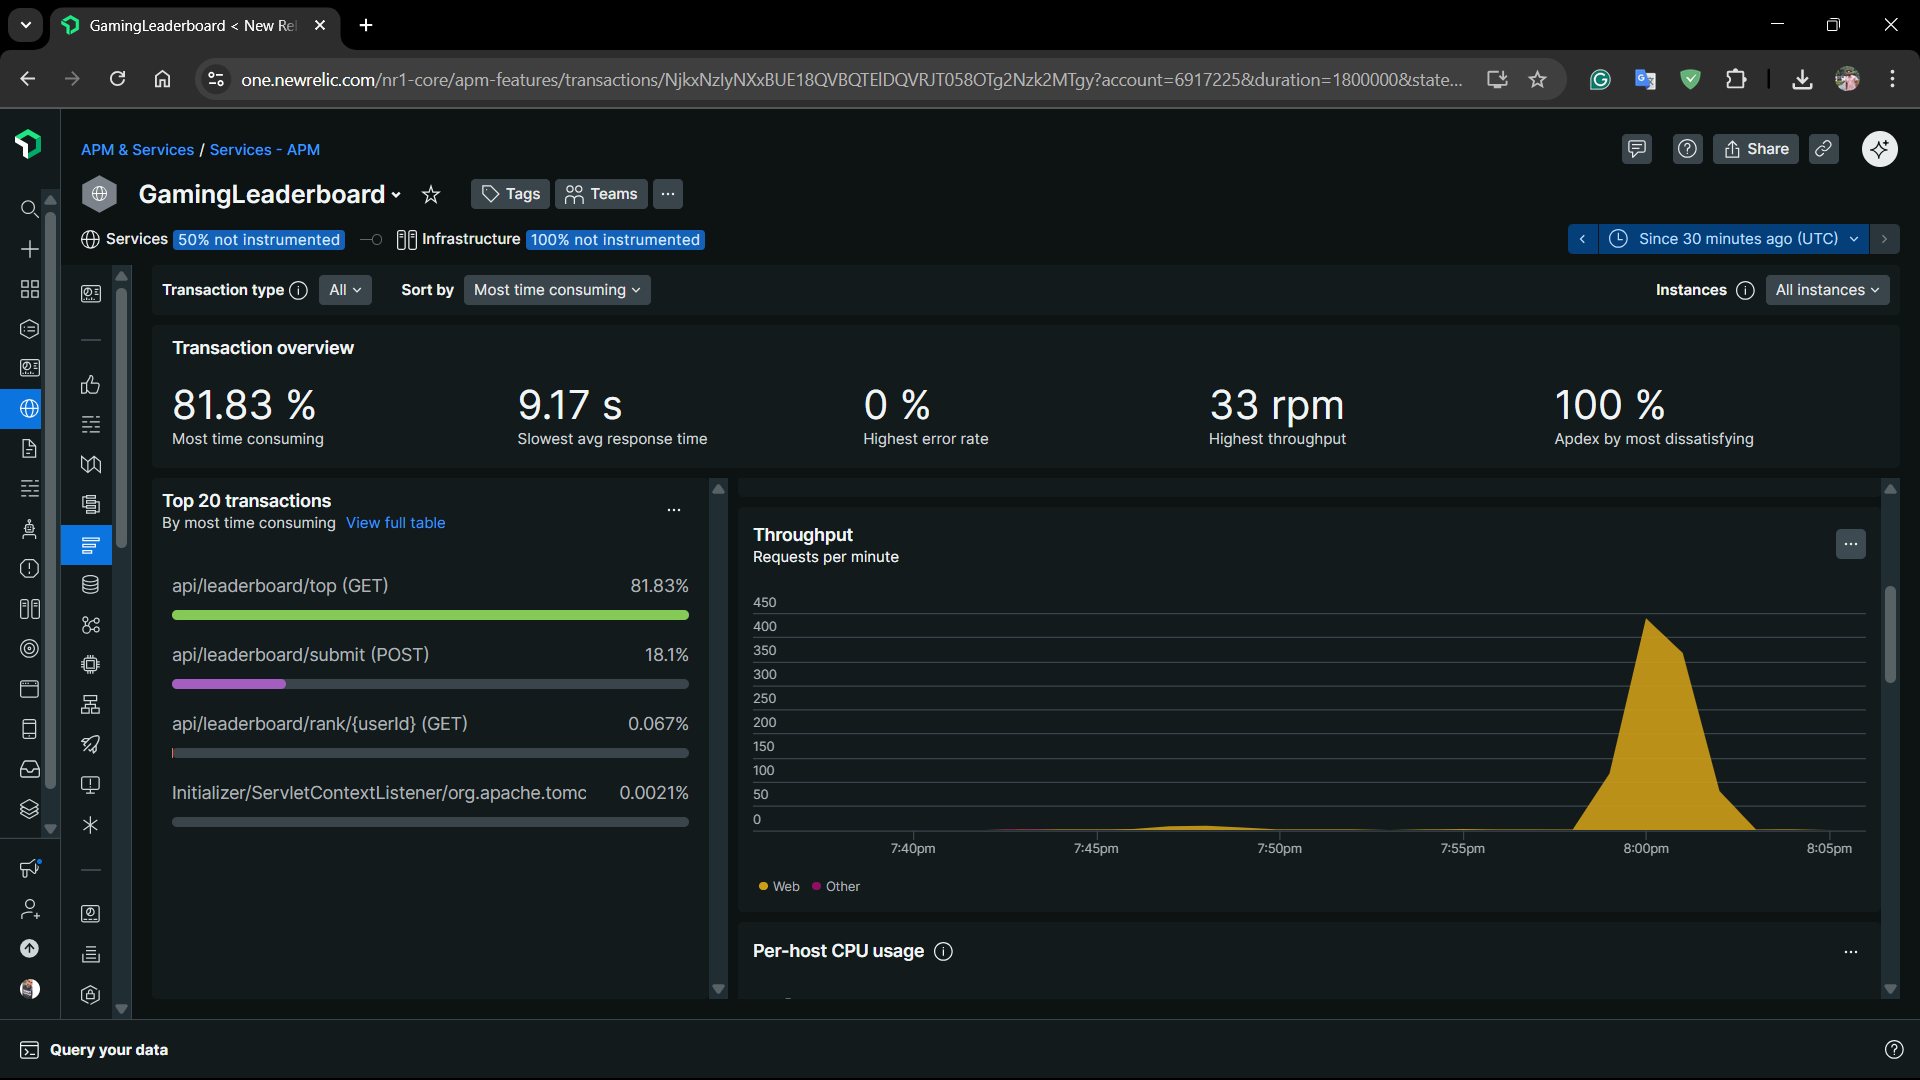 GamingLeaderboard < New Rel
one.newrelic.com/nr1-core/apm-features/transactions/NjkxNzIyNXxBUE18QVBQTElDQVRJT058OTg2Nzk2MTgy?account=6917225&duration=1800000&state...
APM & Services / Services - APM
Share
GamingLeaderboard
Tags
Teams
Services 50% not instrumented
Infrastructure 100% not instrumented
Since 30 minutes ago (UTC)
Transaction type All
Sort by Most time consuming
Instances All instances
Transaction overview
81.83 %
Most time consuming
9.17 s
Slowest avg response time
0 %
Highest error rate
33 rpm
Highest throughput
100 %
Apdex by most dissatisfying
Top 20 transactions
By most time consuming View full table
api/leaderboard/top (GET) 81.83%
api/leaderboard/submit (POST) 18.1%
api/leaderboard/rank/{userId} (GET) 0.067%
Initializer/ServletContextListener/org.apache.tomc 0.0021%
Throughput
Requests per minute
450
400
350
300
250
200
150
100
50
0
7:40pm 7:45pm 7:50pm 7:55pm 8:00pm 8:05pm
Web Other
Per-host CPU usage
Query your data